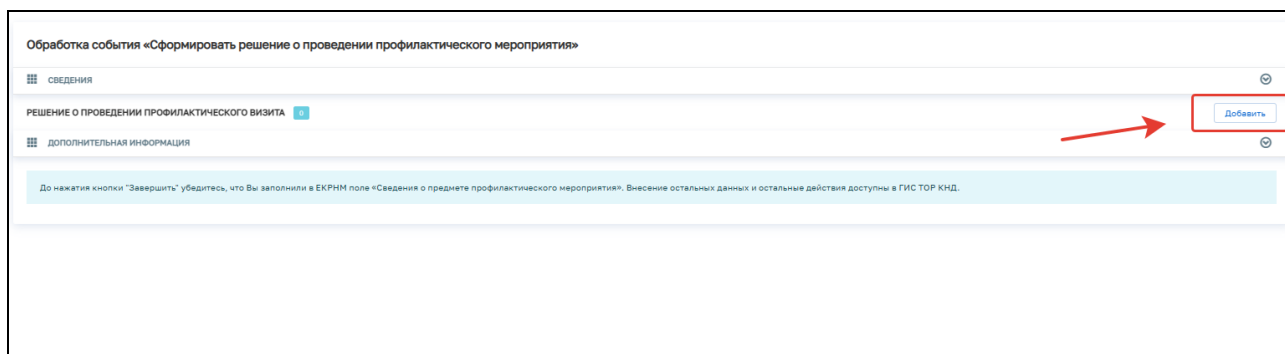 Обработка события «Сформировать решение о проведении профилактического мероприятия»
СВЕДЕНИЯ
РЕШЕНИЕ О ПРОВЕДЕНИИ ПРОФИЛАКТИЧЕСКОГО ВИЗИТА 0 Добавить
ДОПОЛНИТЕЛЬНАЯ ИНФОРМАЦИЯ
До нажатия кнопки "Завершить" убедитесь, что Вы заполнили в ЕКРНМ поле «Сведения о предмете профилактического мероприятия». Внесение остальных данных и остальные действия доступны в ГИС ТОР КНД.